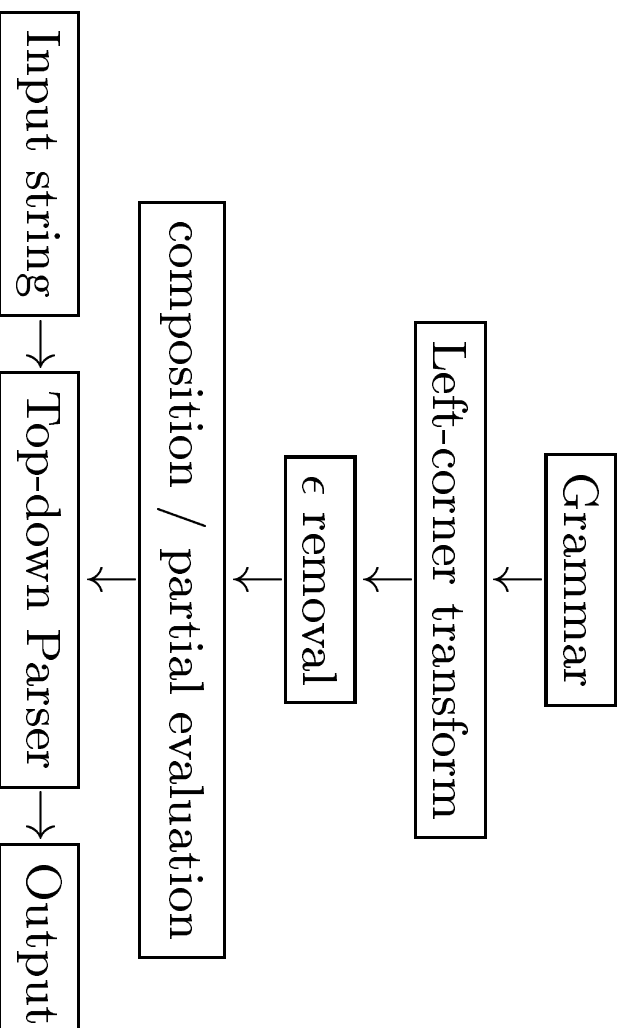 Grammar
Left-corner transform
ϵ removal
composition / partial evaluation
Input string
Top-down Parser
Output